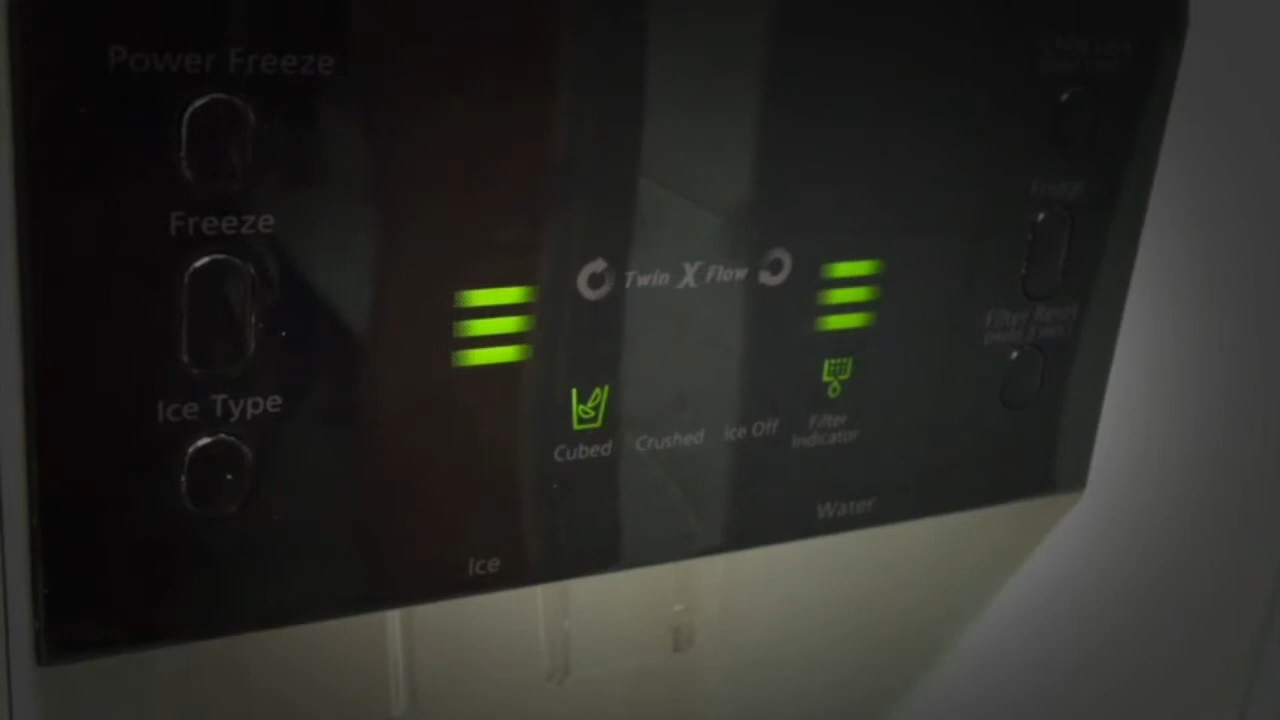 Power Freeze
Freeze
Ice Type
Twin X Flow
Cubed
Crushed
Ice Off
Filter
Indicator
Ice
Water
Fridge
Filter Reset